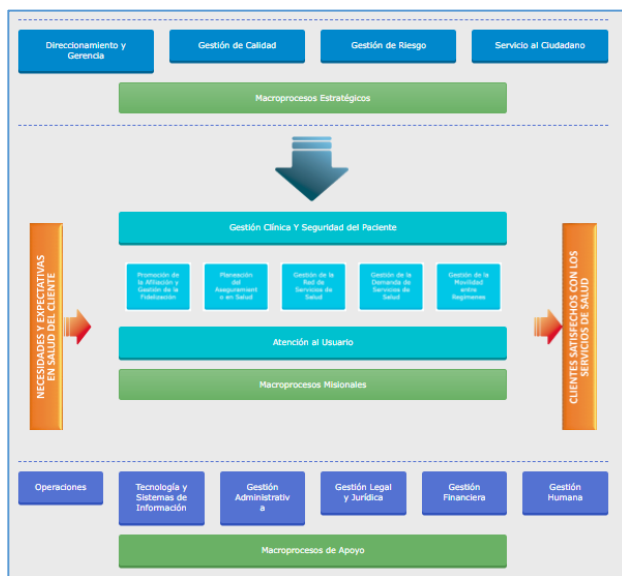 Direccionamiento y
Gerencia
Gestión de Calidad
Gestión de Riesgo
Servicio al Ciudadano
Macroprocesos Estratégicos
NECESIDADES Y EXPECTATIVAS
EN SALUD DEL CLIENTE
Gestión Clínica Y Seguridad del Paciente
Promoción de
la Afiliación y
Gestión de la
Fidelización
Planeación
del
Aseguramient
o en Salud
Gestión de la
Red de
Servicios de
Salud
Gestión de la
Demanda de
Servicios de
Salud
Gestión de la
Movilidad
entre
Regímenes
Atención al Usuario
Macroprocesos Misionales
CLIENTES SATISFECHOS CON LOS
SERVICIOS DE SALUD
Operaciones
Tecnología y
Sistemas de
Información
Gestión
Administrativ
a
Gestión Legal
y Jurídica
Gestión
Financiera
Gestión
Humana
Macroprocesos de Apoyo